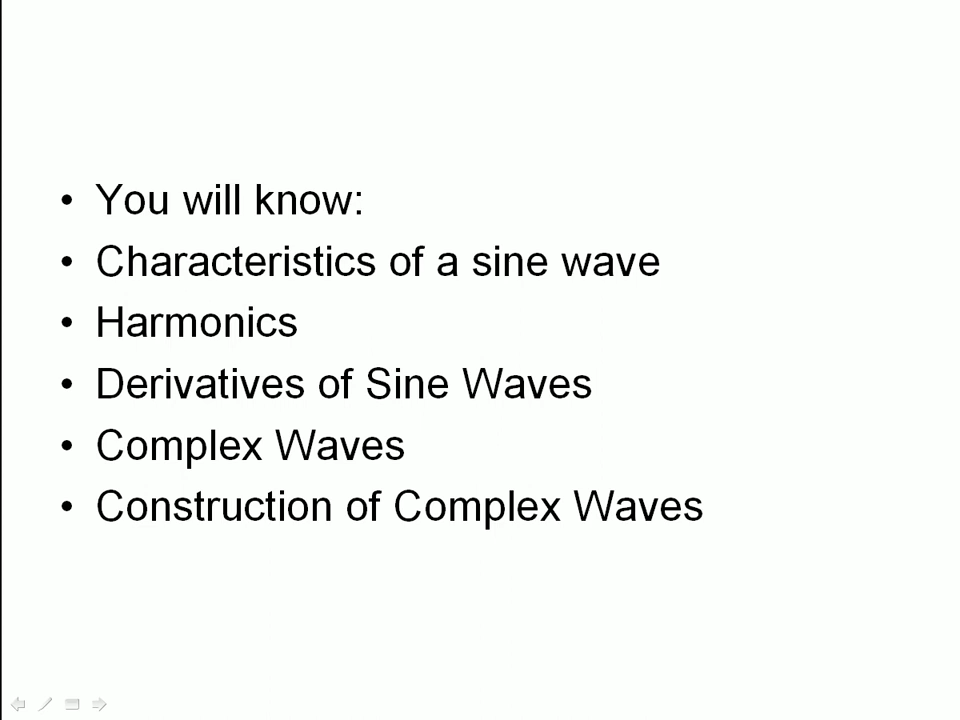 • You will know:
• Characteristics of a sine wave
• Harmonics
• Derivatives of Sine Waves
• Complex Waves
• Construction of Complex Waves